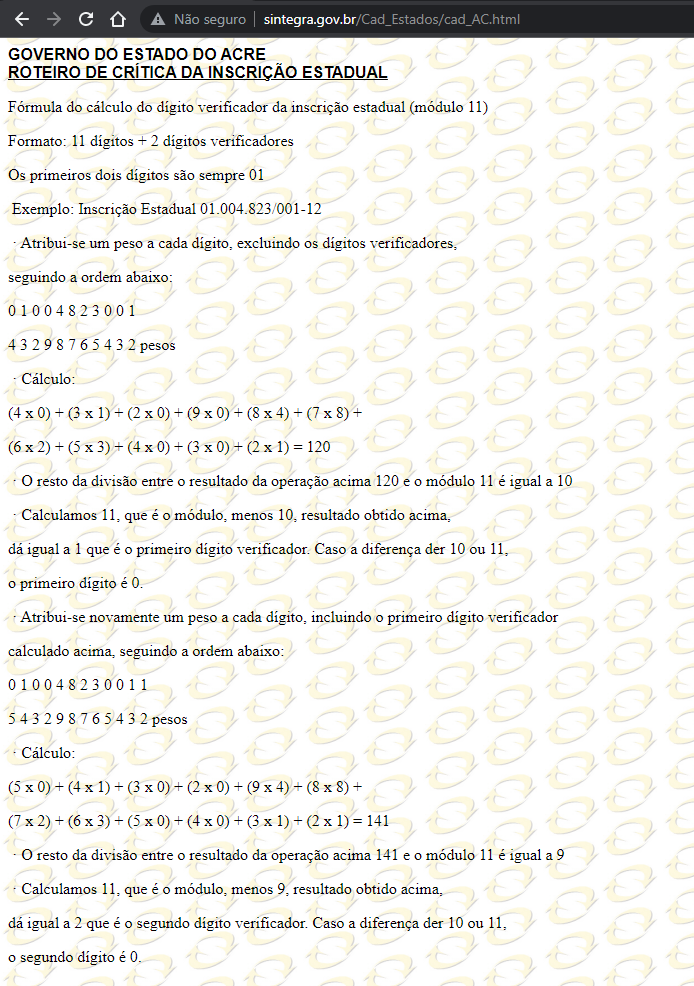 Não seguro | sintegra.gov.br/Cad_Estados/cad_AC.html
GOVERNO DO ESTADO DO ACRE
ROTEIRO DE CRÍTICA DA INSCRIÇÃO ESTADUAL
Fórmula do cálculo do dígito verificador da inscrição estadual (módulo 11)
Formato: 11 dígitos + 2 dígitos verificadores
Os primeiros dois dígitos são sempre 01
Exemplo: Inscrição Estadual 01.004.823/001-12
· Atribui-se um peso a cada dígito, excluindo os dígitos verificadores,
seguindo a ordem abaixo:
0 1 0 0 4 8 2 3 0 0 1
4 3 2 9 8 7 6 5 4 3 2 pesos
· Cálculo:
(4 x 0) + (3 x 1) + (2 x 0) + (9 x 0) + (8 x 4) + (7 x 8) +
(6 x 2) + (5 x 3) + (4 x 0) + (3 x 0) + (2 x 1) = 120
· O resto da divisão entre o resultado da operação acima 120 e o módulo 11 é igual a 10
· Calculamos 11, que é o módulo, menos 10, resultado obtido acima,
dá igual a 1 que é o primeiro dígito verificador. Caso a diferença der 10 ou 11,
o primeiro dígito é 0.
· Atribui-se novamente um peso a cada dígito, incluindo o primeiro dígito verificador
calculado acima, seguindo a ordem abaixo:
0 1 0 0 4 8 2 3 0 0 1 1
5 4 3 2 9 8 7 6 5 4 3 2 pesos
· Cálculo:
(5 x 0) + (4 x 1) + (3 x 0) + (2 x 0) + (9 x 4) + (8 x 8) +
(7 x 2) + (6 x 3) + (5 x 0) + (4 x 0) + (3 x 1) + (2 x 1) = 141
· O resto da divisão entre o resultado da operação acima 141 e o módulo 11 é igual a 9
· Calculamos 11, que é o módulo, menos 9, resultado obtido acima,
dá igual a 2 que é o segundo dígito verificador. Caso a diferença der 10 ou 11,
o segundo dígito é 0.